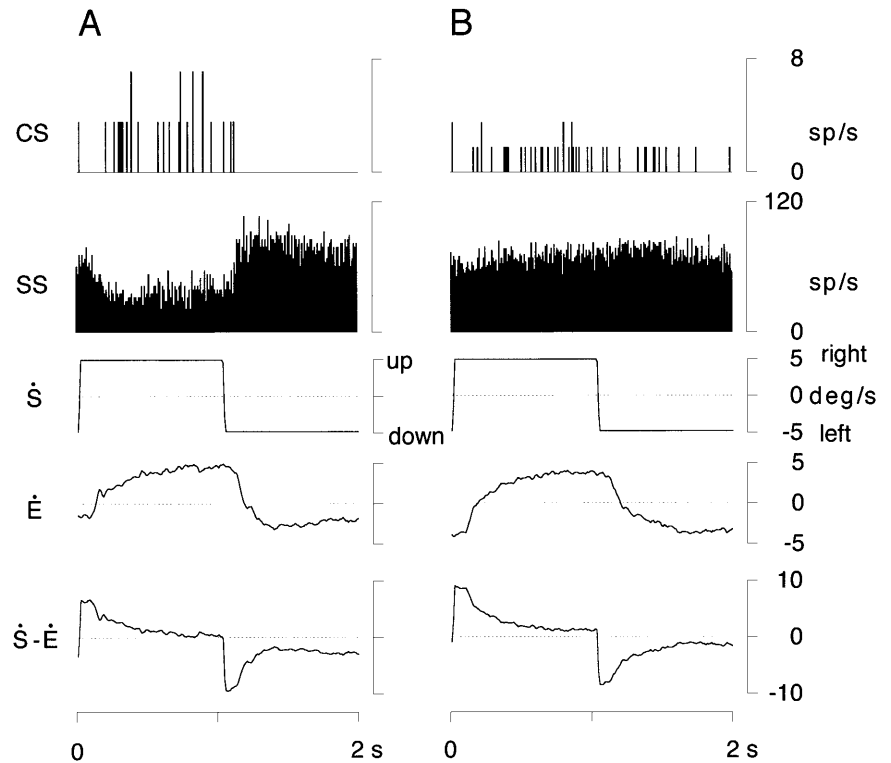 A B
8
CS sp/s
0
120
SS sp/s
0
up 5 right
Ṡ 0 deg/s
down -5 left
5
Ė 0
-5
10
Ṡ - Ė 0
-10
0 2 s 0 2 s